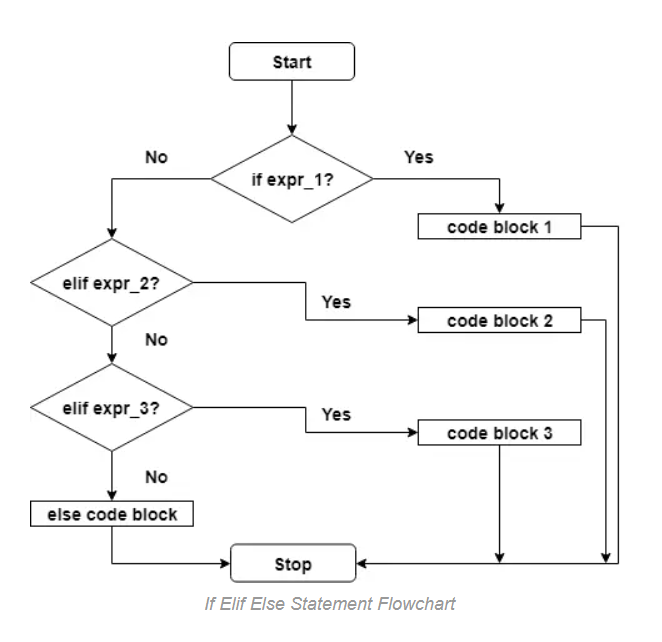 Start
No
Yes
if expr_1?
code block 1
elif expr_2?
Yes
code block 2
No
elif expr_3?
Yes
code block 3
No
else code block
Stop
If Elif Else Statement Flowchart